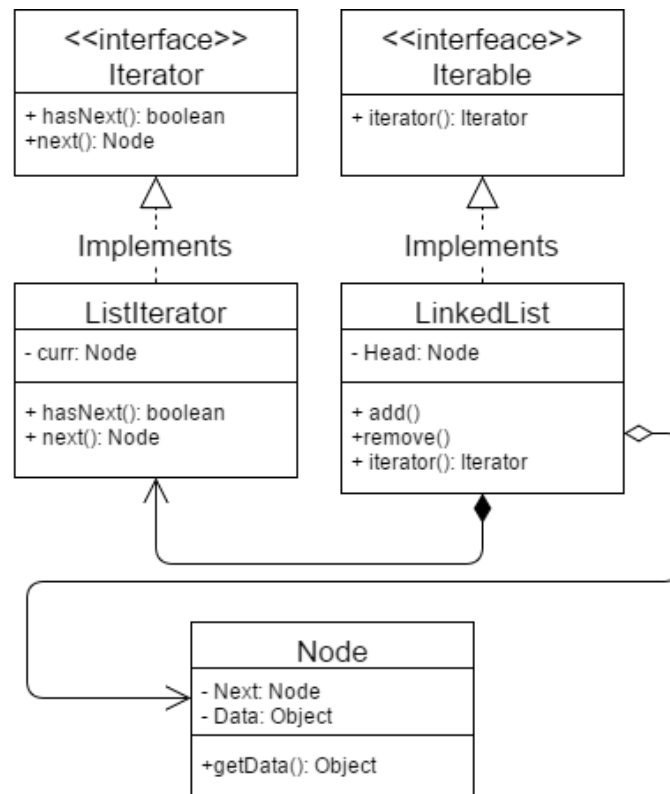 <<interface>>
Iterator
+ hasNext(): boolean
+next(): Node
<<interfeace>>
Iterable
+ iterator(): Iterator
Implements
Implements
ListIterator
- curr: Node
+ hasNext(): boolean
+ next(): Node
LinkedList
- Head: Node
+ add()
+remove()
+ iterator(): Iterator
Node
- Next: Node
- Data: Object
+getData(): Object